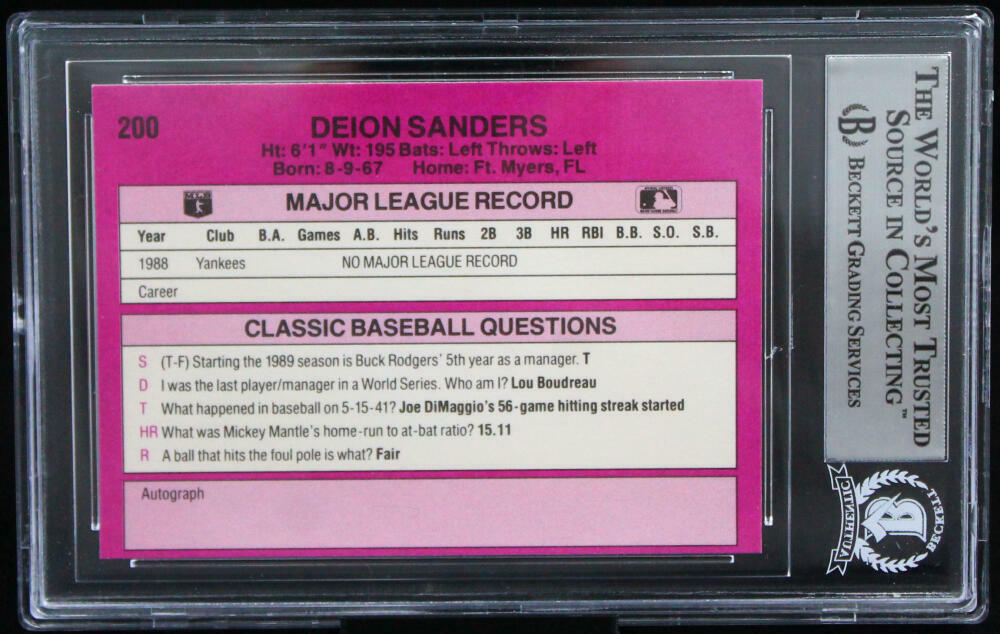 200
DEION SANDERS
Ht: 6'1" Wt: 195 Bats: Left Throws: Left
Born: 8-9-67 Home: Ft. Myers, FL
MAJOR LEAGUE RECORD
Year Club B.A. Games A.B. Hits Runs 2B 3B HR RBI B.B. S.O. S.B.
1988 Yankees NO MAJOR LEAGUE RECORD
Career
CLASSIC BASEBALL QUESTIONS
S (T-F) Starting the 1989 season is Buck Rodgers' 5th year as a manager. T
D I was the last player/manager in a World Series. Who am I? Lou Boudreau
T What happened in baseball on 5-15-41? Joe DiMaggio's 56-game hitting streak started
HR What was Mickey Mantle's home-run to at-bat ratio? 15.11
R A ball that hits the foul pole is what? Fair
Autograph
THE WORLD'S MOST TRUSTED
SOURCE IN COLLECTING™
B BECKETT GRADING SERVICES
AUTHENTIC
B
BECKETT